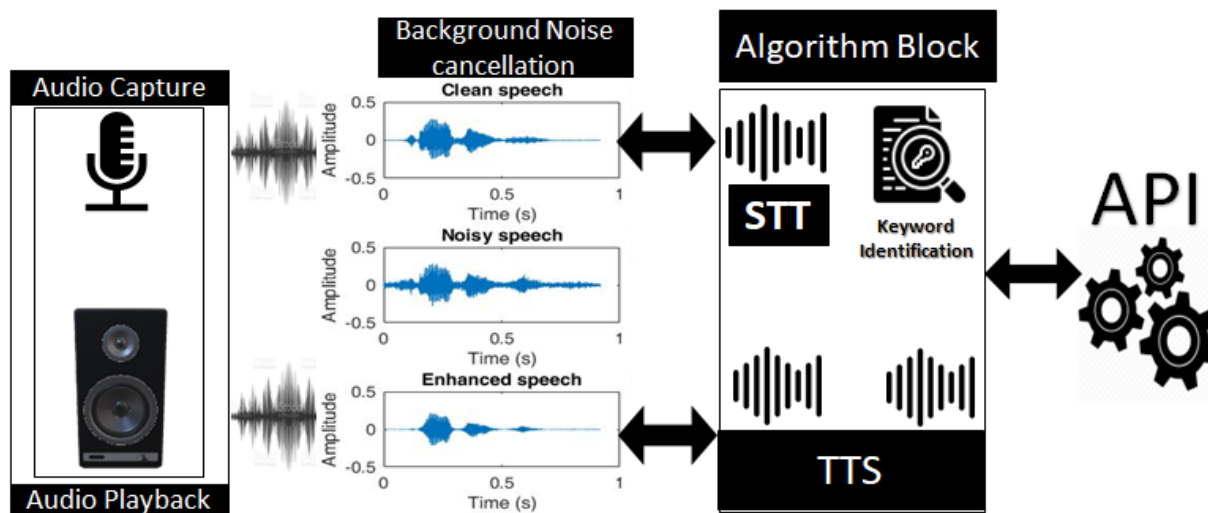 Audio Capture
Audio Playback
Background Noise
cancellation
Clean speech
0.5
0
-0.5
Amplitude
0
0.5
1
Time (s)
Noisy speech
0.5
0
-0.5
Amplitude
0
0.5
1
Time (s)
Enhanced speech
0.5
0
-0.5
Amplitude
0
0.5
1
Time (s)
Algorithm Block
STT
Keyword
Identification
TTS
API